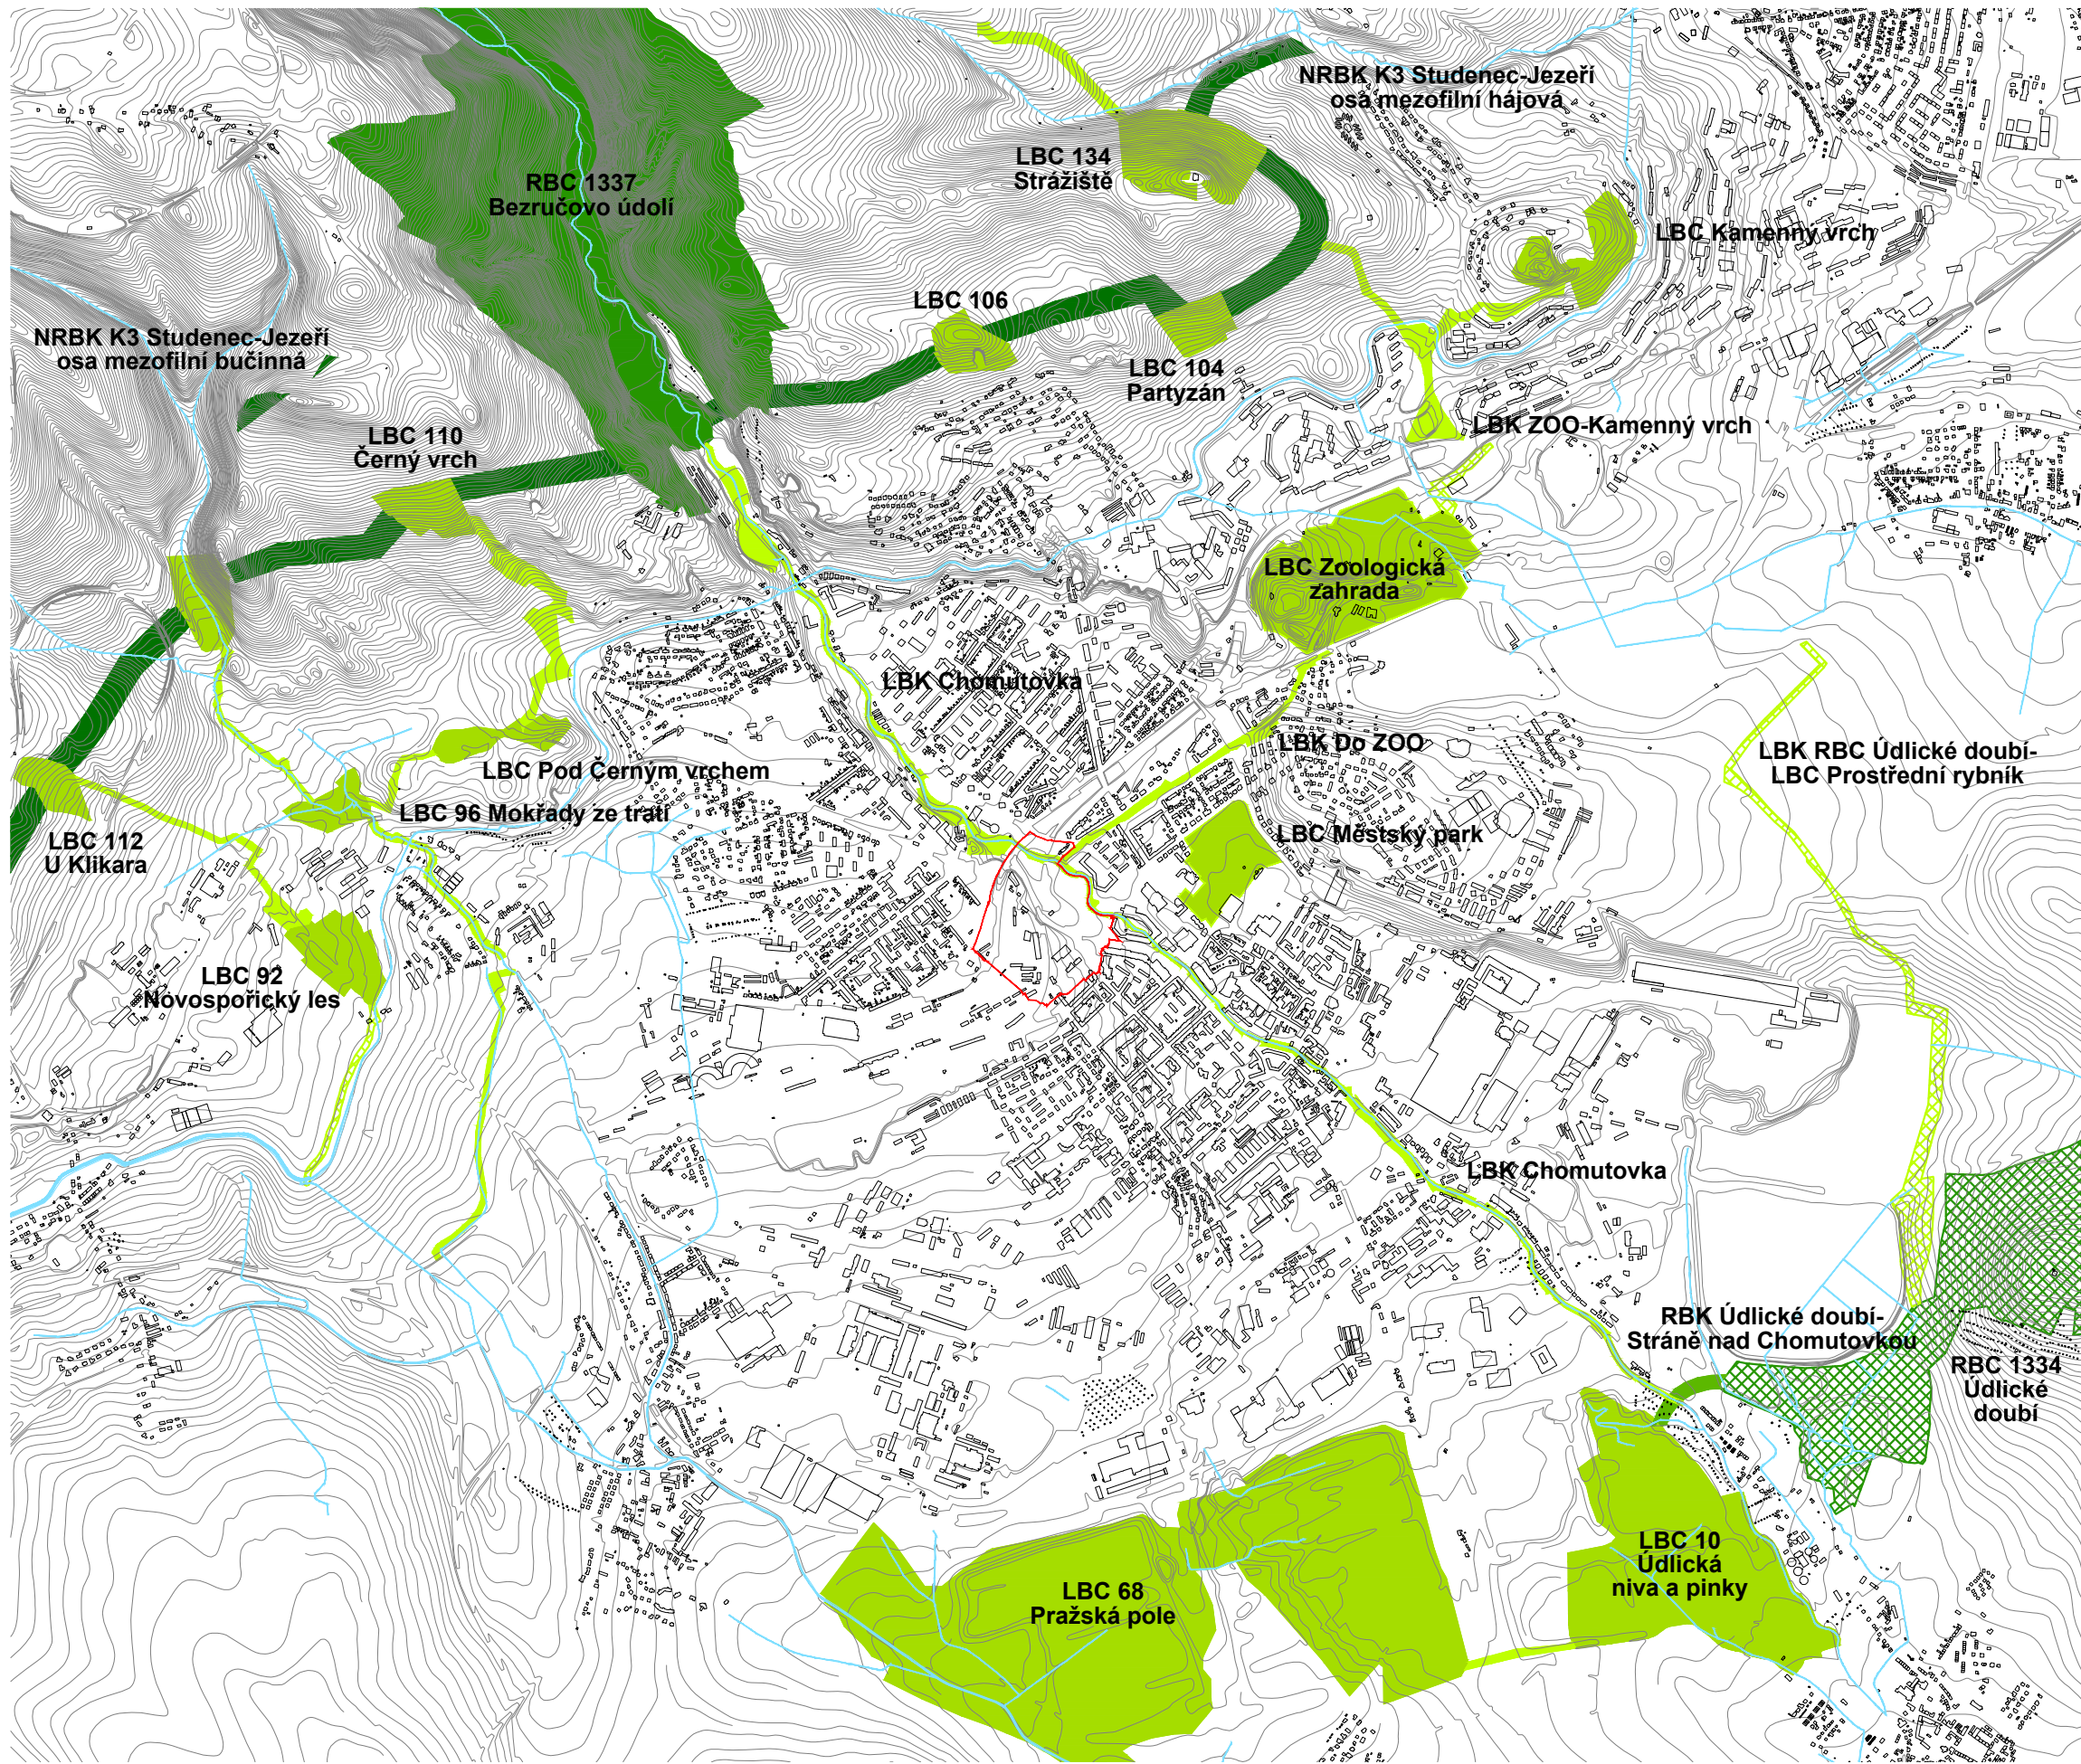 NRBK K3 Studenec-Jezeří
osa mezofilní hájová
LBC 134
Strážiště
RBC 1337
Bezručovo údolí
LBC Kamenný vrch
LBC 106
NRBK K3 Studenec-Jezeří
osa mezofilní bučinná
LBC 104
Partyzán
LBK ZOO-Kamenný vrch
LBC 110
Černý vrch
LBC Zoologická
zahrada
LBK Chomutovka
LBK Do ZOO
LBK RBC Údlické doubí-
LBC Prostřední rybník
LBC Pod Černým vrchem
LBC 96 Mokřady ze tratí
LBC Městský park
LBC 112
U Klikara
LBC 92
Novospořický les
LBK Chomutovka
RBK Údlické doubí-
Stráně nad Chomutovkou
RBC 1334
Údlické
doubí
LBC 10
Údlická
niva a pinky
LBC 68
Pražská pole